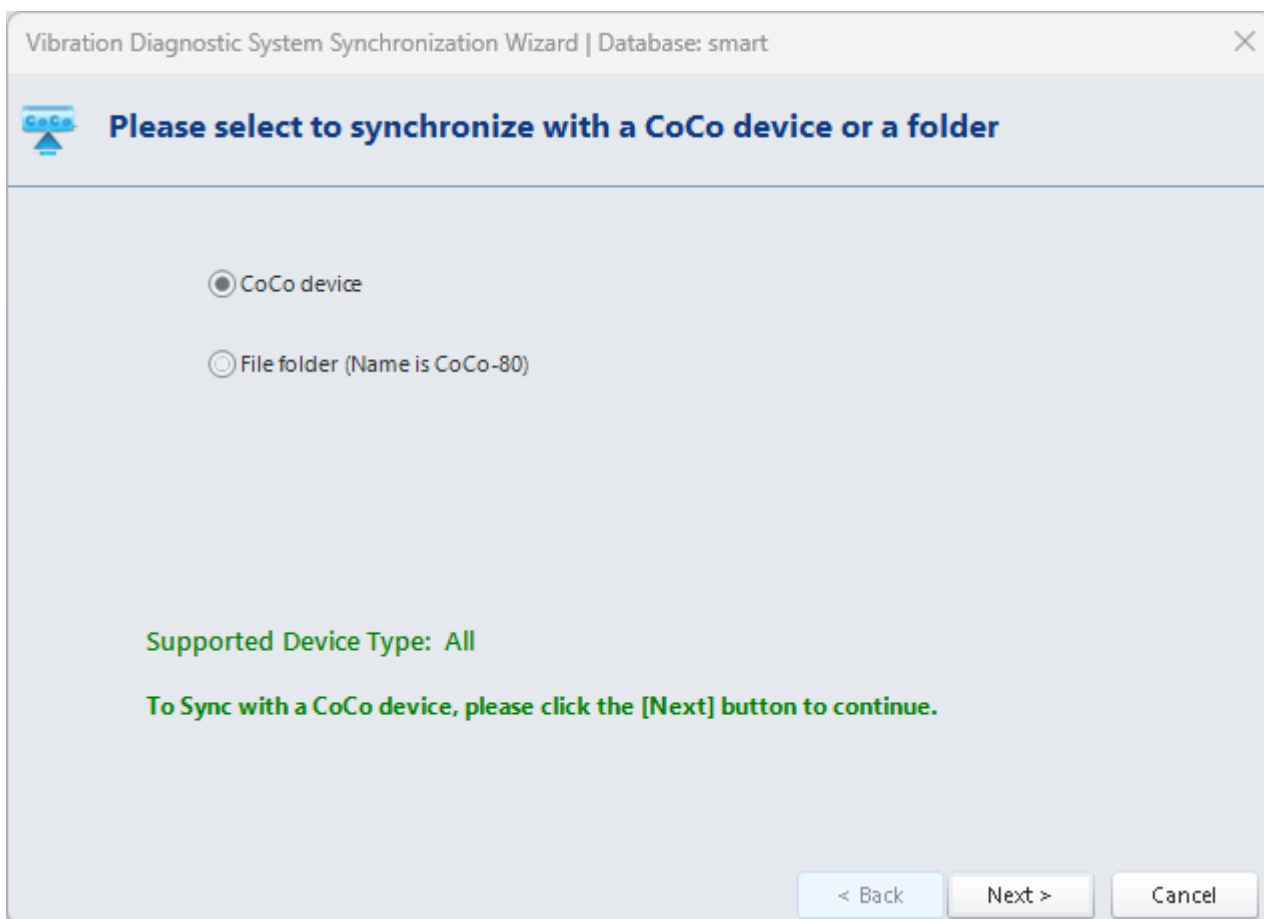 Vibration Diagnostic System Synchronization Wizard | Database: smart
CoCo
Please select to synchronize with a CoCo device or a folder
CoCo device
File folder (Name is CoCo-80)
Supported Device Type: All
To Sync with a CoCo device, please click the [Next] button to continue.
< Back
Next >
Cancel